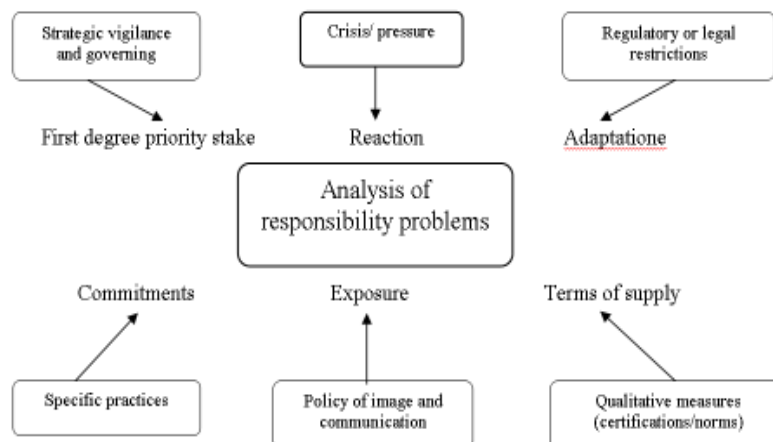 Strategic vigilance
and governing
Crisis/ pressure
Regulatory or legal
restrictions
First degree priority stake
Reaction
Adaptatione
Analysis of
responsibility problems
Commitments
Exposure
Terms of supply
Specific practices
Policy of image and
communication
Qualitative measures
(certifications/norms)